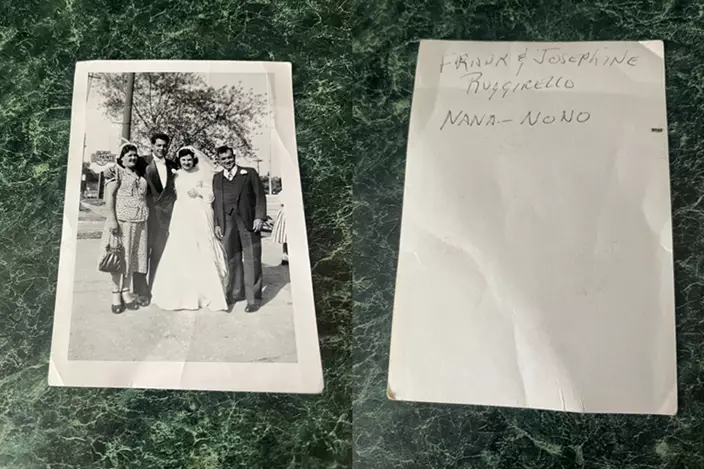 FRANK & JOSEPHINE
RUGGIRELLO
NANA - NONO